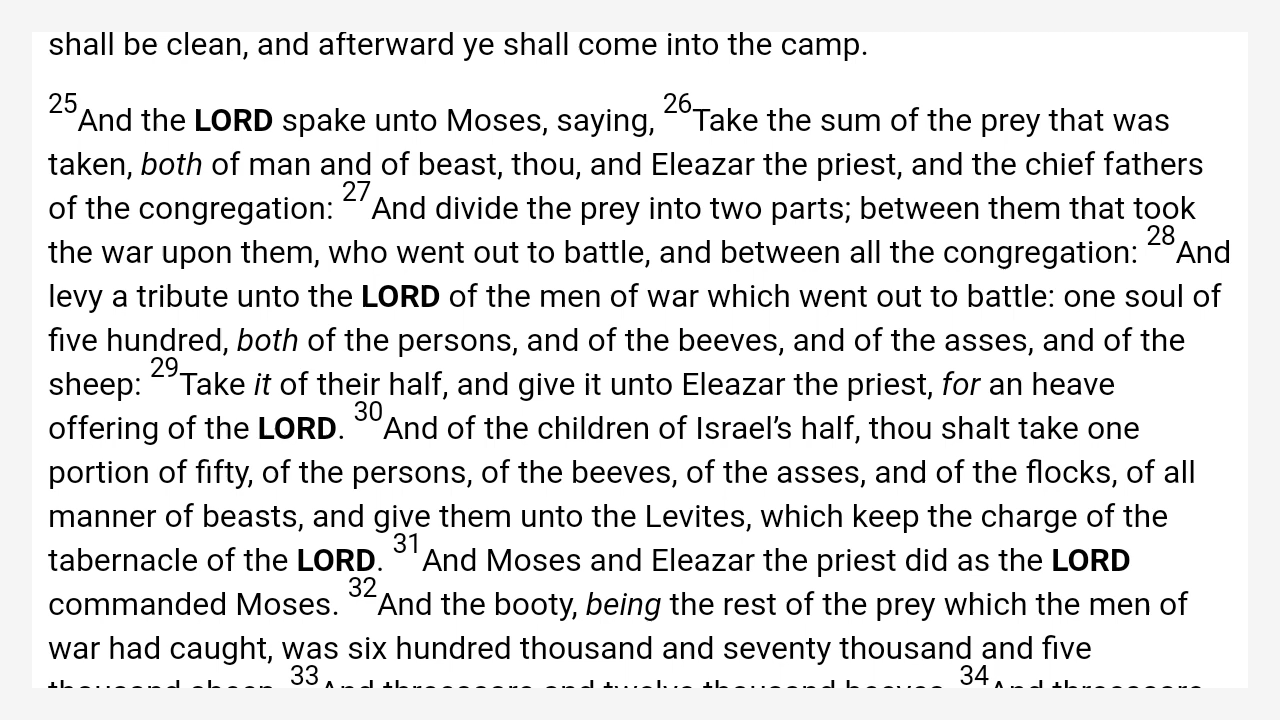 shall be clean, and afterward ye shall come into the camp.
25And the LORD spake unto Moses, saying, 26Take the sum of the prey that was
taken, both of man and of beast, thou, and Eleazar the priest, and the chief fathers
of the congregation: 27And divide the prey into two parts; between them that took
the war upon them, who went out to battle, and between all the congregation: 28And
levy a tribute unto the LORD of the men of war which went out to battle: one soul of
five hundred, both of the persons, and of the beeves, and of the asses, and of the
sheep: 29Take it of their half, and give it unto Eleazar the priest, for an heave
offering of the LORD. 30And of the children of Israel’s half, thou shalt take one
portion of fifty, of the persons, of the beeves, of the asses, and of the flocks, of all
manner of beasts, and give them unto the Levites, which keep the charge of the
tabernacle of the LORD. 31And Moses and Eleazar the priest did as the LORD
commanded Moses. 32And the booty, being the rest of the prey which the men of
war had caught, was six hundred thousand and seventy thousand and five
thousand sheep, 33And threescore and twelve thousand beeves, 34And threescore